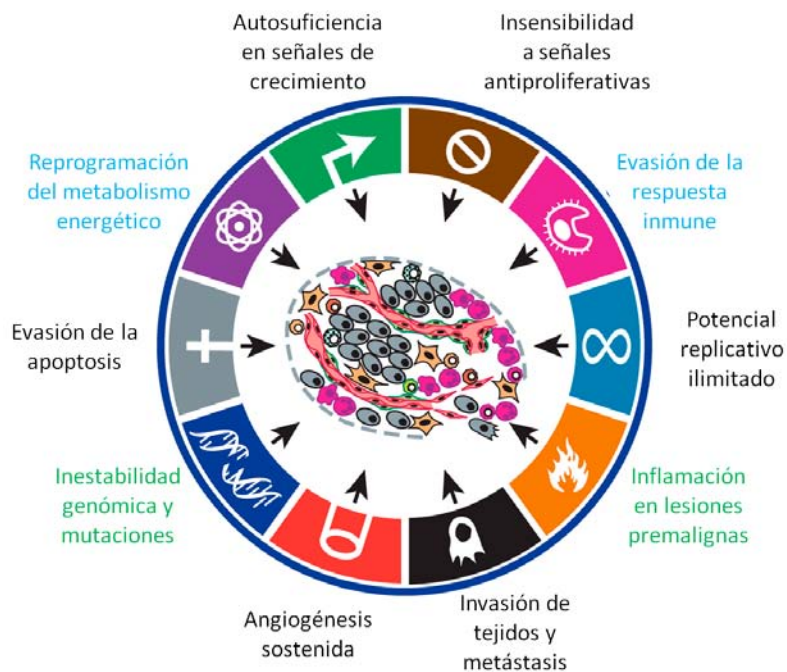 Autosuficiencia
en señales de
crecimiento
Insensibilidad
a señales
antiproliferativas
Reprogramación
del metabolismo
energético
Evasión de la
respuesta
inmune
Evasión de la
apoptosis
Potencial
replicativo
ilimitado
Inestabilidad
genómica y
mutaciones
Inflamación
en lesiones
premalignas
Angiogénesis
sostenida
Invasión de
tejidos y
metástasis